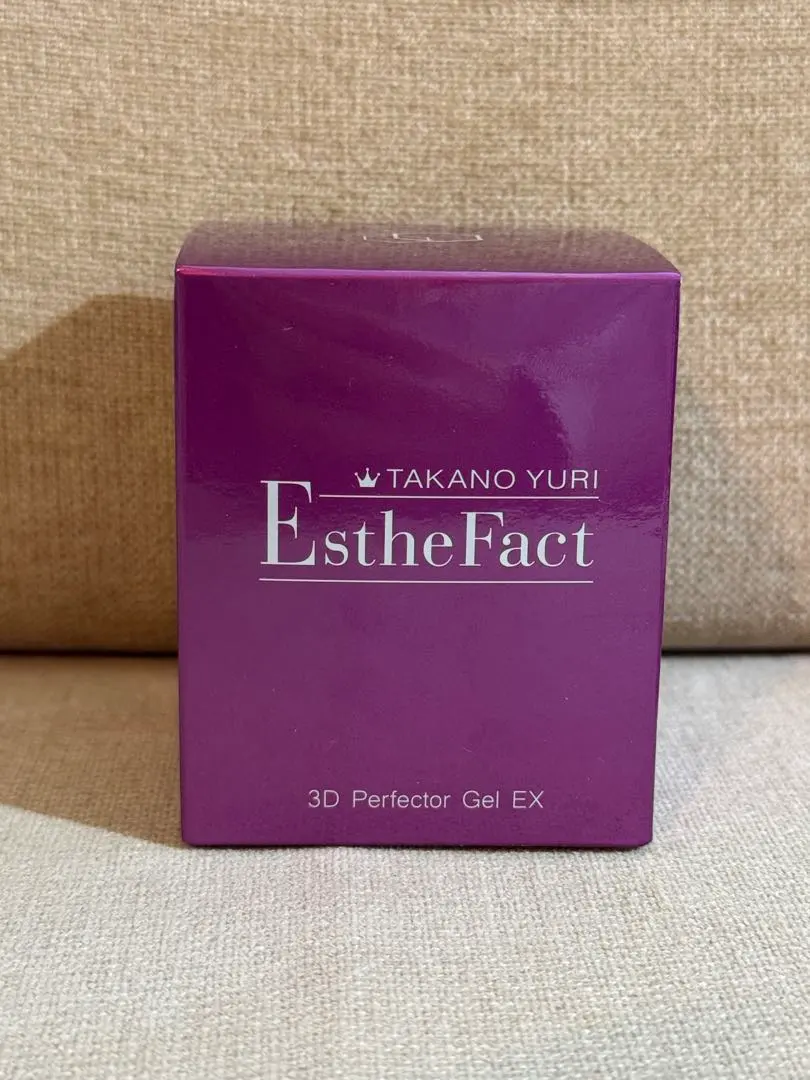 TAKANO YURI
EstheFact
3D Perfector Gel EX